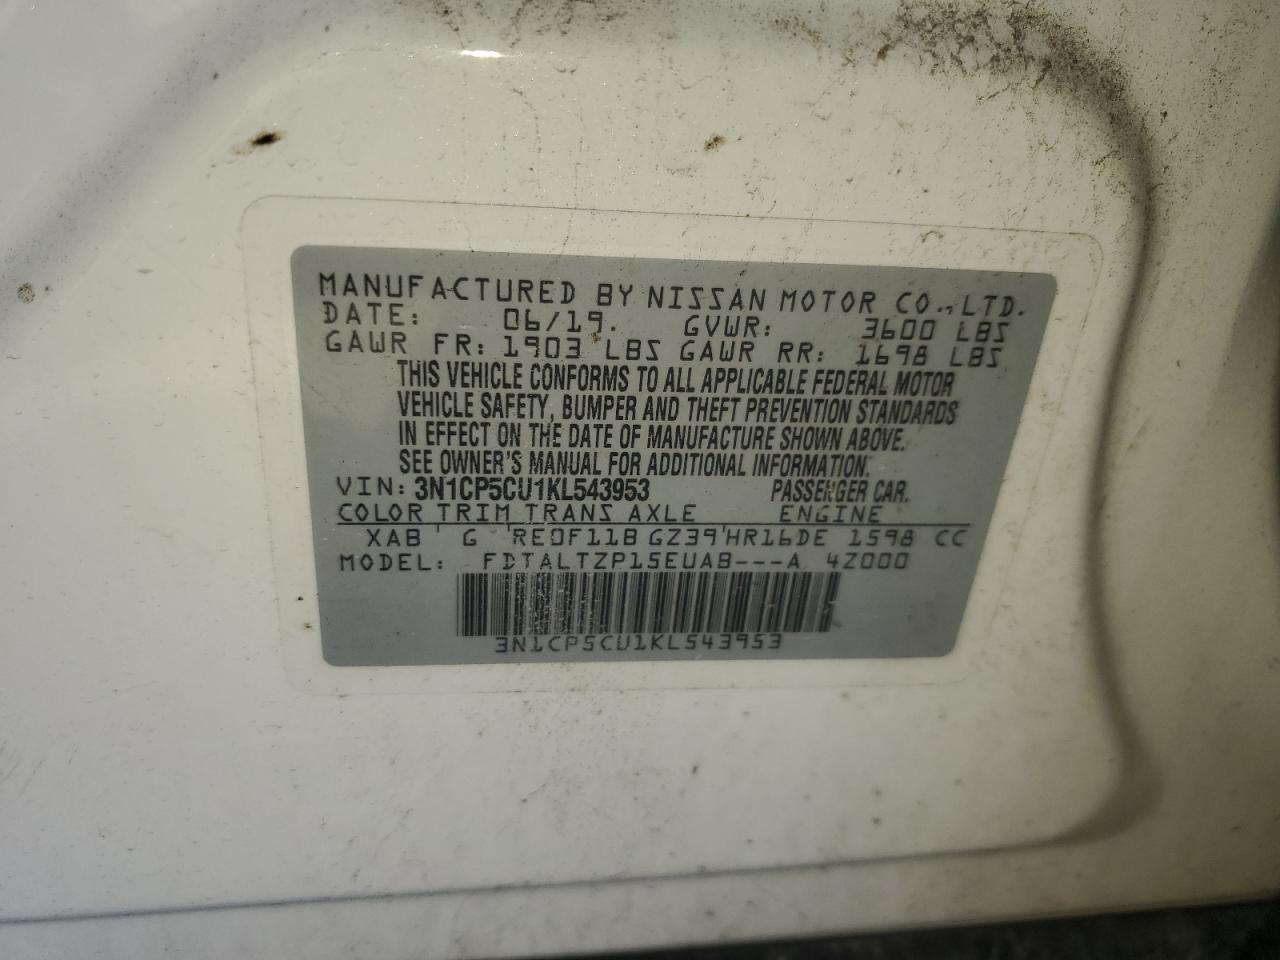 MANUFACTURED BY NISSAN MOTOR CO., LTD.
DATE: 06/19. GVWR: 3600 LBS
GAWR FR: 1903 LBS GAWR RR: 1698 LBS
THIS VEHICLE CONFORMS TO ALL APPLICABLE FEDERAL MOTOR
VEHICLE SAFETY, BUMPER AND THEFT PREVENTION STANDARDS
IN EFFECT ON THE DATE OF MANUFACTURE SHOWN ABOVE.
SEE OWNER'S MANUAL FOR ADDITIONAL INFORMATION.
VIN: 3N1CP5CU1KL543953 PASSENGER CAR.
COLOR TRIM TRANS AXLE ENGINE
XAB G RE0F11B GZ39 HR16DE 1598 CC
MODEL: FDTALTZP15EUAB---A 4Z000
3N1CP5CU1KL543953